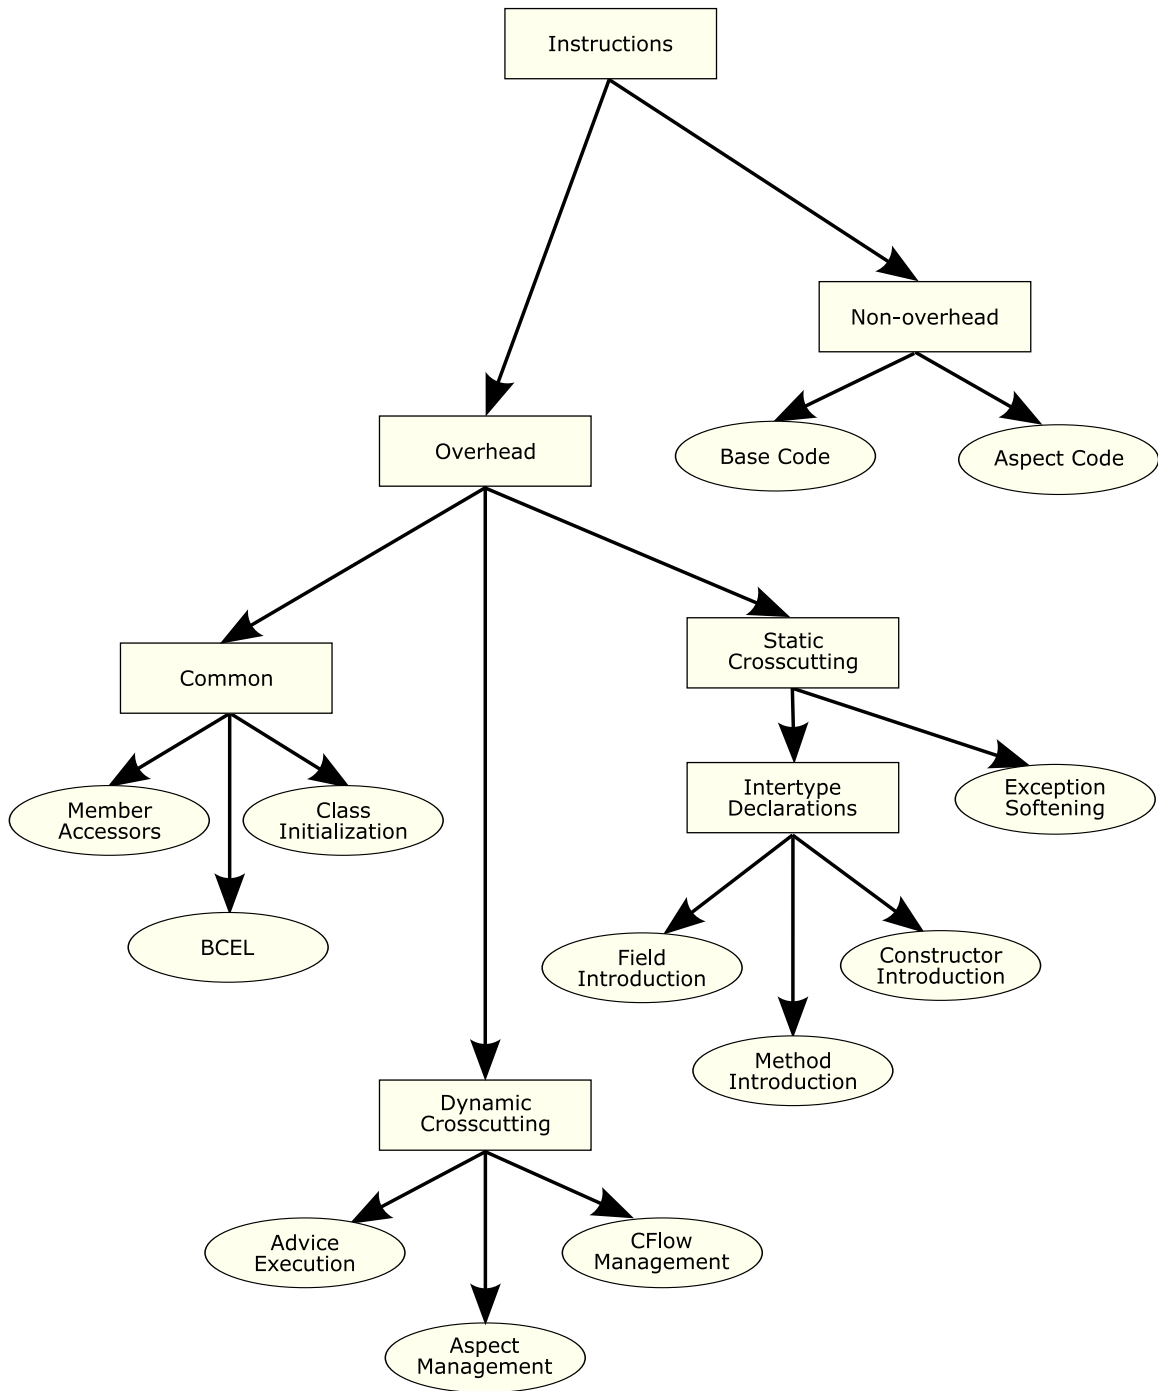 Instructions
Non-overhead
Base Code
Aspect Code
Overhead
Common
Static
Crosscutting
Member
Accessors
Class
Initialization
BCEL
Intertype
Declarations
Exception
Softening
Field
Introduction
Constructor
Introduction
Method
Introduction
Dynamic
Crosscutting
Advice
Execution
CFlow
Management
Aspect
Management